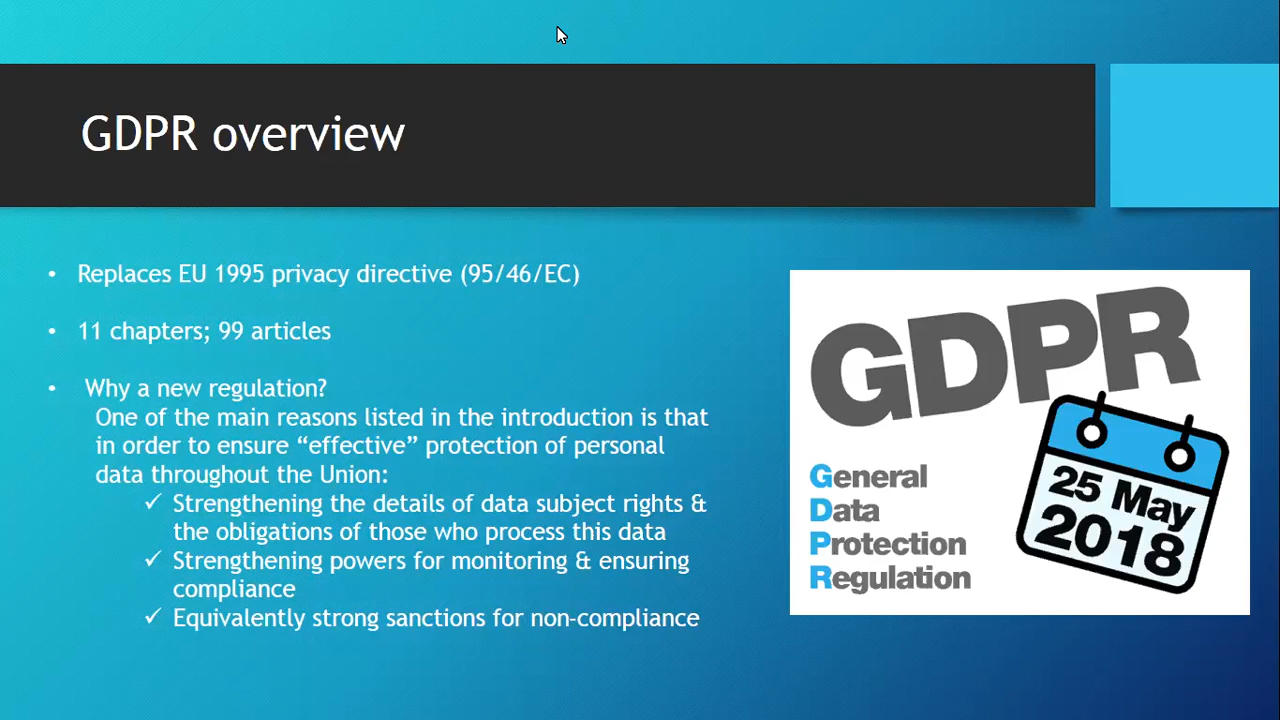 GDPR overview
• Replaces EU 1995 privacy directive (95/46/EC)
• 11 chapters; 99 articles
• Why a new regulation?
One of the main reasons listed in the introduction is that
in order to ensure “effective” protection of personal
data throughout the Union:
✓ Strengthening the details of data subject rights &
the obligations of those who process this data
✓ Strengthening powers for monitoring & ensuring
compliance
✓ Equivalently strong sanctions for non-compliance
GDPR
General
Data
Protection
Regulation
25 May
2018